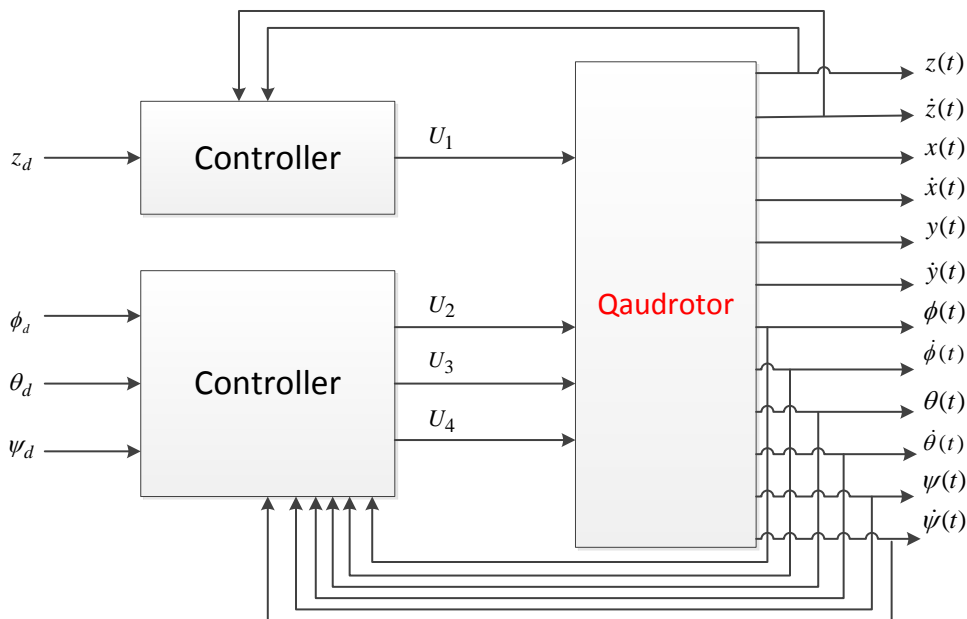 z(t)
ż(t)
z_d
Controller
U_1
x(t)
ẋ(t)
y(t)
ẏ(t)
ϕ_d
θ_d
ψ_d
Controller
U_2
U_3
U_4
Qaudrotor
ϕ(t)
ϕ̇(t)
θ(t)
θ̇(t)
ψ(t)
ψ̇(t)